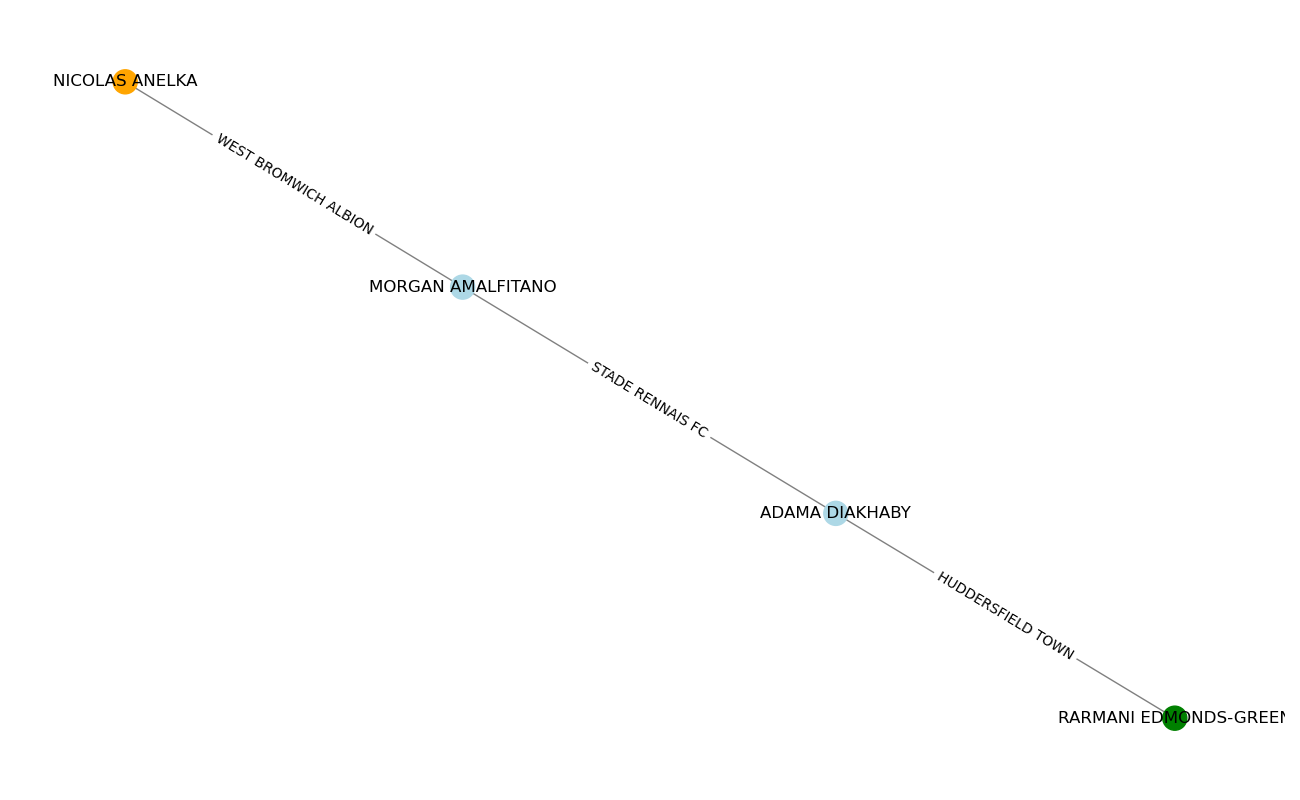 NICOLAS ANELKA
WEST BROMWICH ALBION
MORGAN AMALFITANO
STADE RENNAIS FC
ADAMA DIAKHABY
HUDDERSFIELD TOWN
RARMANI EDMONDS-GREEN